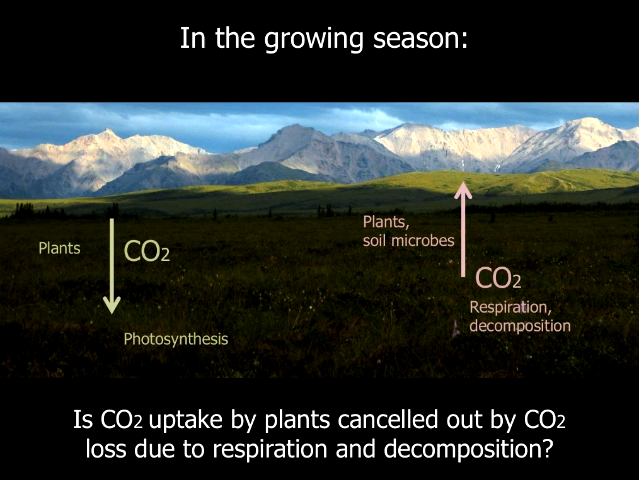 In the growing season:
Plants
CO2
Photosynthesis
Plants,
soil microbes
CO2
Respiration,
decomposition
Is CO2 uptake by plants cancelled out by CO2
loss due to respiration and decomposition?